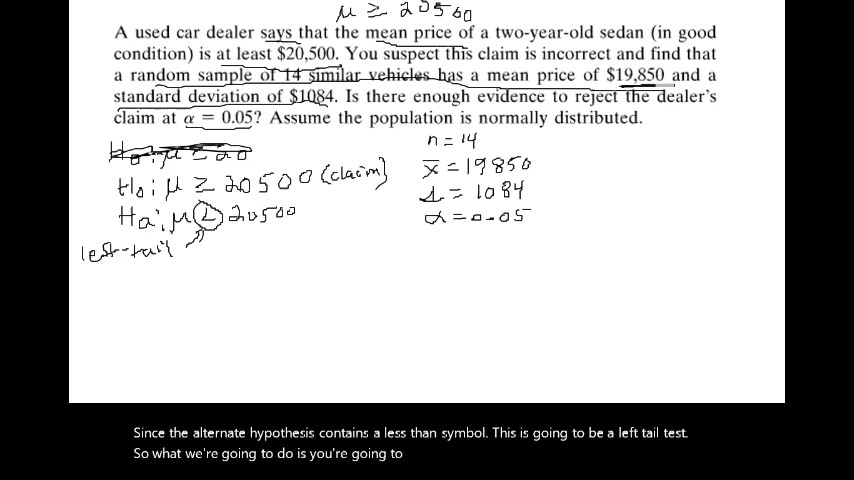 μ ≥ 20500
A used car dealer says that the mean price of a two-year-old sedan (in good
condition) is at least $20,500. You suspect this claim is incorrect and find that
a random sample of 14 similar vehicles has a mean price of $19,850 and a
standard deviation of $1084. Is there enough evidence to reject the dealer's
claim at α = 0.05? Assume the population is normally distributed.
n = 14
H₀: μ ≥ 20
x̄ = 19850
H₀: μ ≥ 20500 (claim)
s = 1084
Ha: μ < 20500
α = 0.05
left-tail
Since the alternate hypothesis contains a less than symbol. This is going to be a left tail test.
So what we're going to do is you're going to